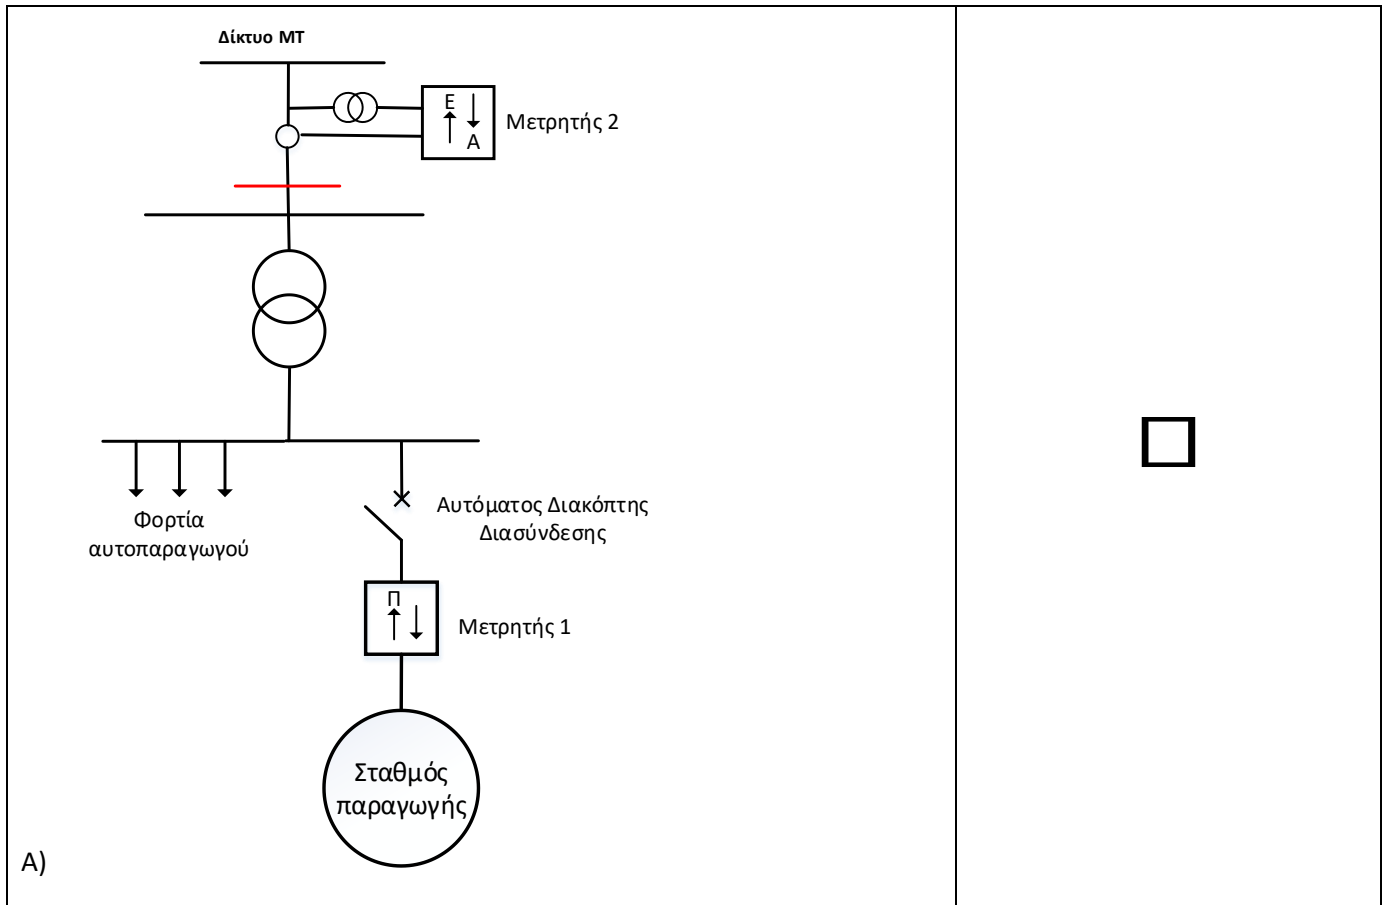 Δίκτυο ΜΤ
Ε
Α
Μετρητής 2
Φορτία
αυτοπαραγωγού
Αυτόματος Διακόπτης
Διασύνδεσης
Π
Μετρητής 1
Σταθμός
παραγωγής
Α)